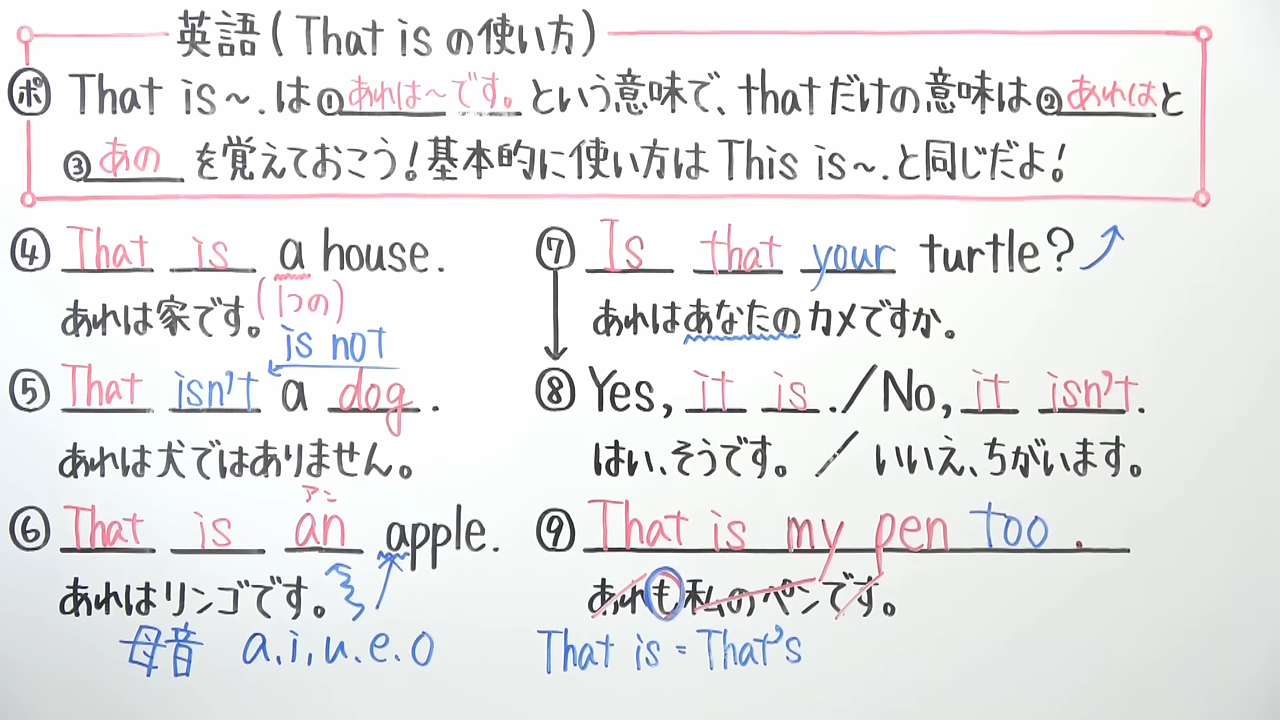 英語(That isの使い方)
ポ That is～.は①あれは～です。という意味で、thatだけの意味は②あれはと
③あのを覚えておこう!基本的に使い方はThis is～.と同じだよ!
④ That is a house.
(1つの)
あれは家です。
is not
⑤ That isn't a dog.
あれは犬ではありません。
アン
⑥ That is an apple.
あれはリンゴです。
母音 a.i,u.e.o
⑦ Is that your turtle?
あれはあなたのカメですか。
⑧ Yes, it is./No, it isn't.
はい、そうです。/いいえ、ちがいます。
⑨ That is my pen too.
あれも私のペンです。
That is = That's